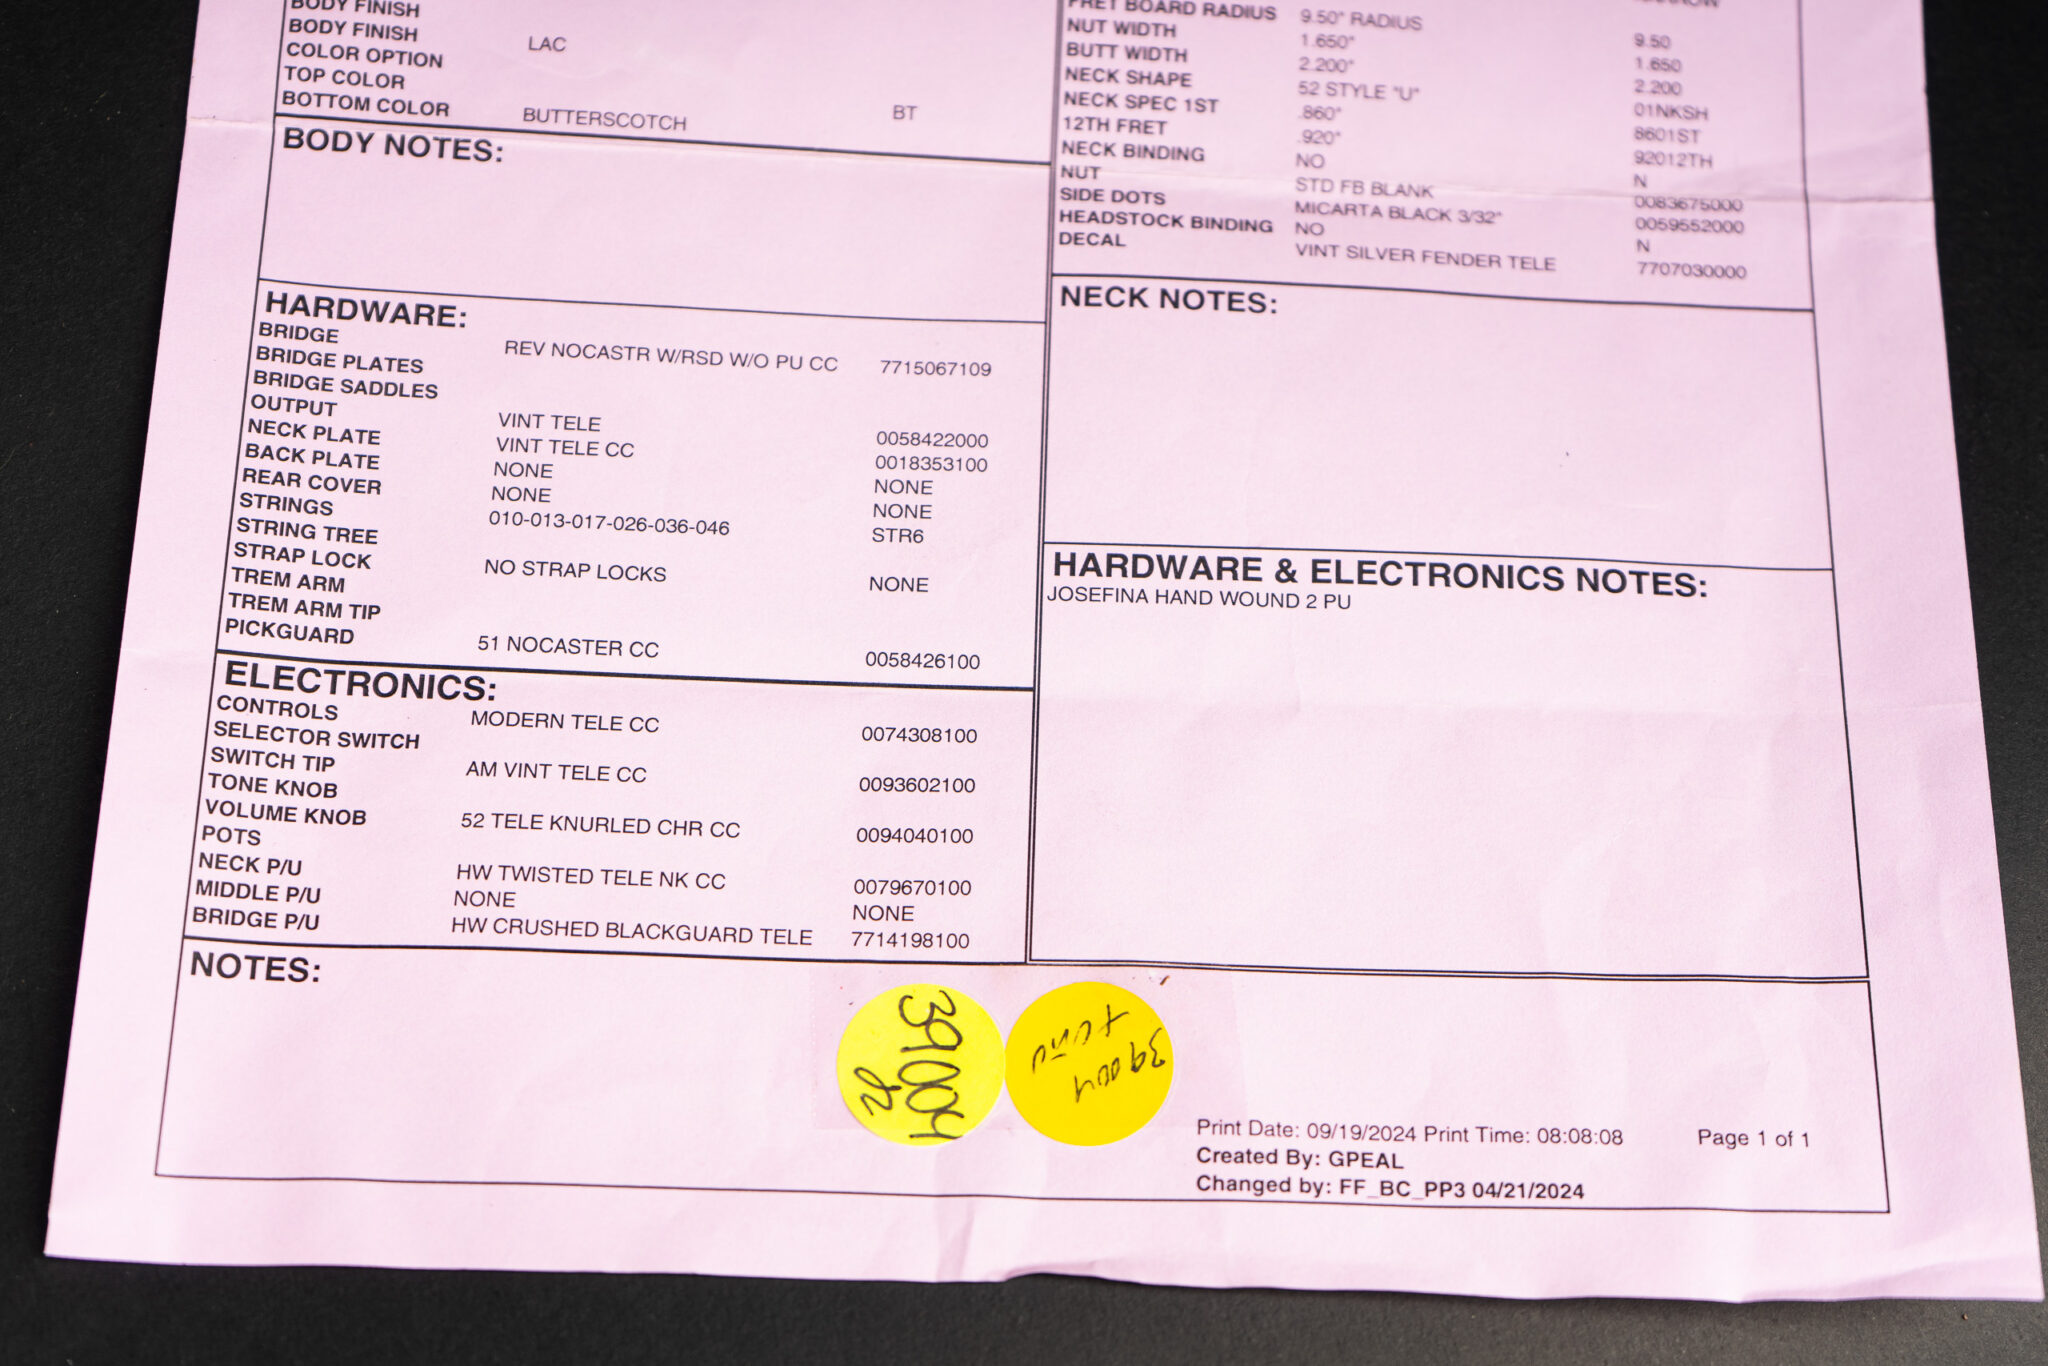 BODY FINISH
BODY FINISH LAC
COLOR OPTION
TOP COLOR
BOTTOM COLOR BUTTERSCOTCH BT
BODY NOTES:
HARDWARE:
BRIDGE REV NOCASTR W/RSD W/O PU CC 7715067109
BRIDGE PLATES
BRIDGE SADDLES
OUTPUT VINT TELE 0058422000
NECK PLATE VINT TELE CC 0018353100
BACK PLATE NONE NONE
REAR COVER NONE NONE
STRINGS 010-013-017-026-036-046 STR6
STRING TREE
STRAP LOCK NO STRAP LOCKS NONE
TREM ARM
TREM ARM TIP
PICKGUARD 51 NOCASTER CC 0058426100
ELECTRONICS:
CONTROLS MODERN TELE CC 0074308100
SELECTOR SWITCH
SWITCH TIP AM VINT TELE CC 0093602100
TONE KNOB
VOLUME KNOB 52 TELE KNURLED CHR CC 0094040100
POTS
NECK P/U HW TWISTED TELE NK CC 0079670100
MIDDLE P/U NONE NONE
BRIDGE P/U HW CRUSHED BLACKGUARD TELE 7714198100
FRET BOARD RADIUS 9.50" RADIUS 9.50
NUT WIDTH 1.650" 1.650
BUTT WIDTH 2.200" 2.200
NECK SHAPE 52 STYLE "U" 01NKSH
NECK SPEC 1ST .860" 8601ST
12TH FRET .920" 92012TH
NECK BINDING NO N
NUT STD FB BLANK 0083675000
SIDE DOTS MICARTA BLACK 3/32" 0059552000
HEADSTOCK BINDING NO N
DECAL VINT SILVER FENDER TELE 7707030000
NECK NOTES:
HARDWARE & ELECTRONICS NOTES:
JOSEFINA HAND WOUND 2 PU
NOTES:
39004
39004
Print Date: 09/19/2024 Print Time: 08:08:08 Page 1 of 1
Created By: GPEAL
Changed by: FF_BC_PP3 04/21/2024